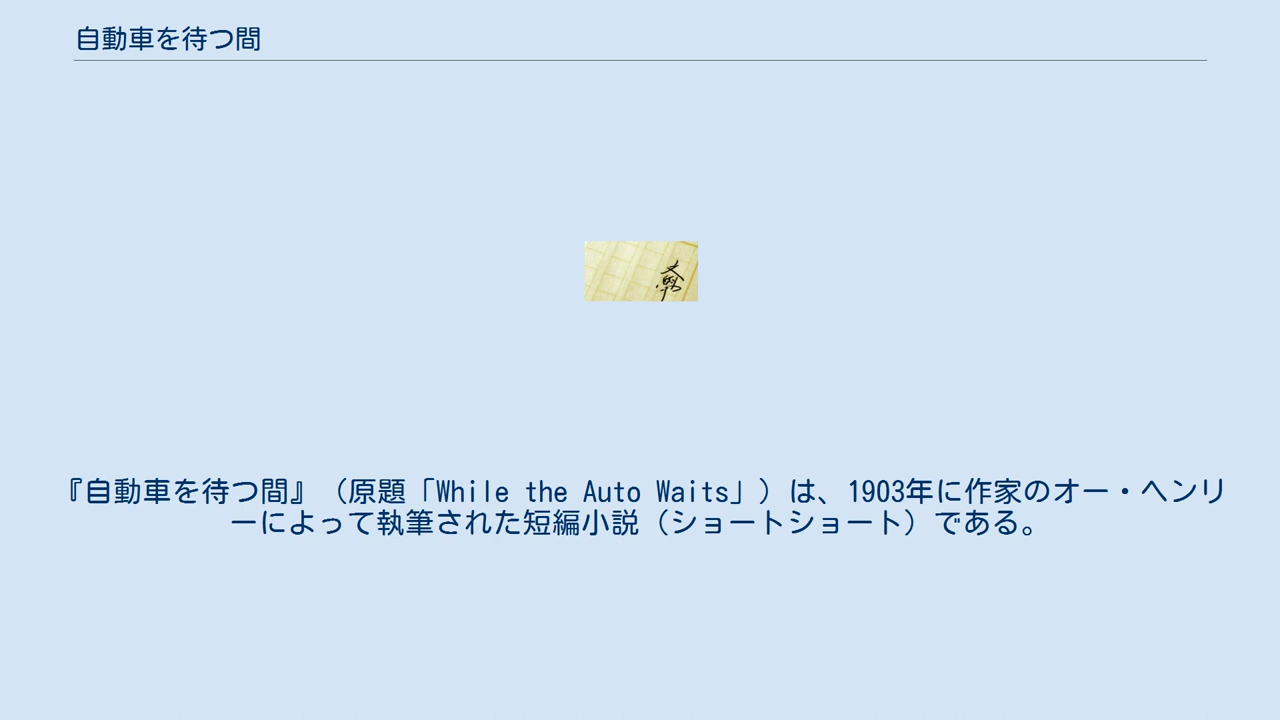 自動車を待つ間
『自動車を待つ間』（原題「While the Auto Waits」）は、1903年に作家のオー・ヘンリ
ーによって執筆された短編小説（ショートショート）である。